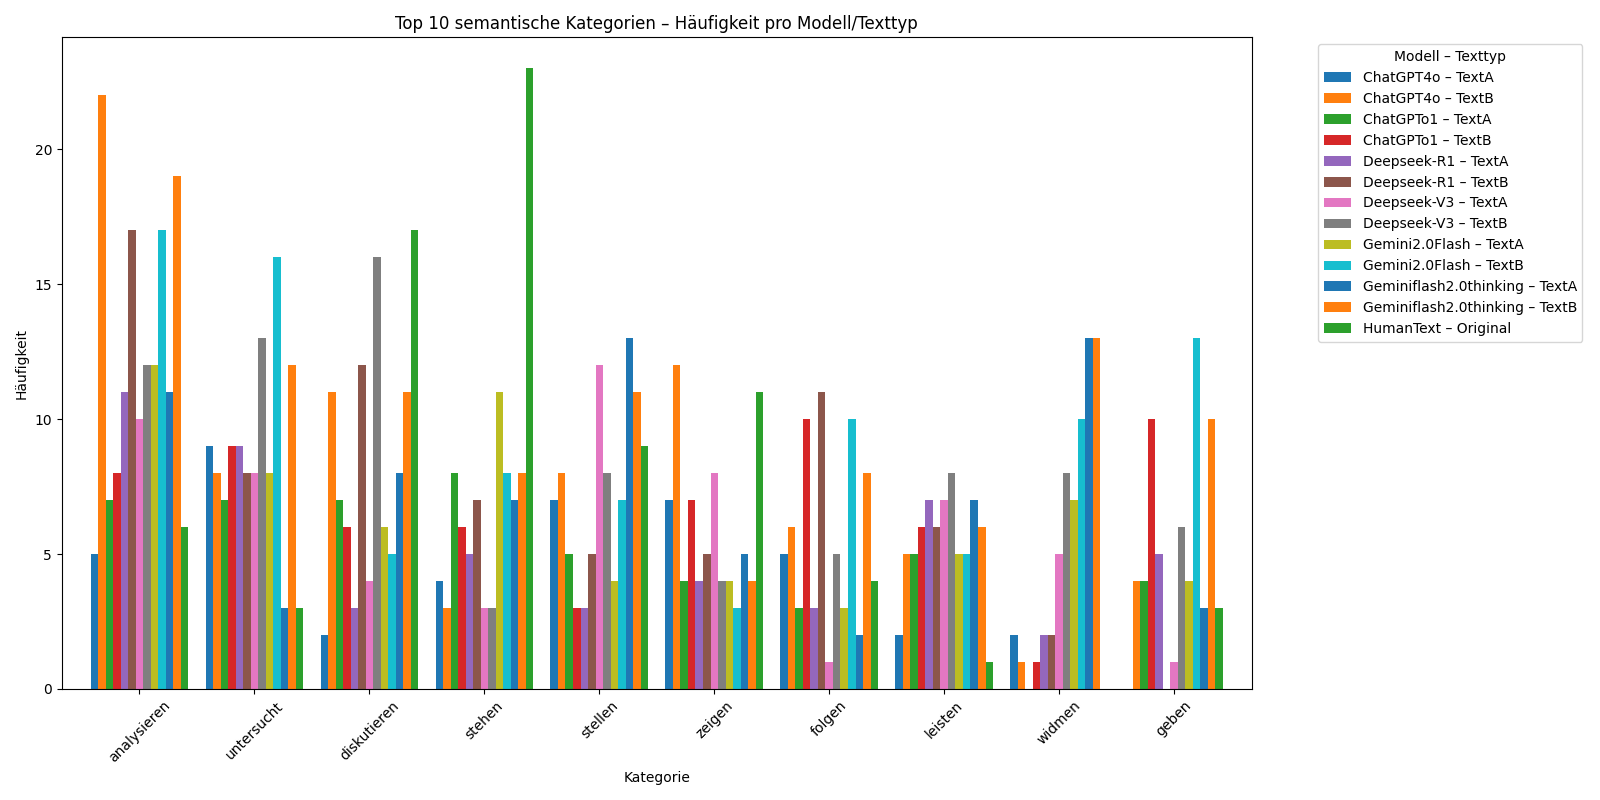 Top 10 semantische Kategorien – Häufigkeit pro Modell/Texttyp
Häufigkeit
20
15
10
5
0
analysieren
untersucht
diskutieren
stehen
stellen
zeigen
folgen
leisten
widmen
geben
Kategorie
Modell – Texttyp
ChatGPT4o – TextA
ChatGPT4o – TextB
ChatGPTo1 – TextA
ChatGPTo1 – TextB
Deepseek-R1 – TextA
Deepseek-R1 – TextB
Deepseek-V3 – TextA
Deepseek-V3 – TextB
Gemini2.0Flash – TextA
Gemini2.0Flash – TextB
Geminiflash2.0thinking – TextA
Geminiflash2.0thinking – TextB
HumanText – Original